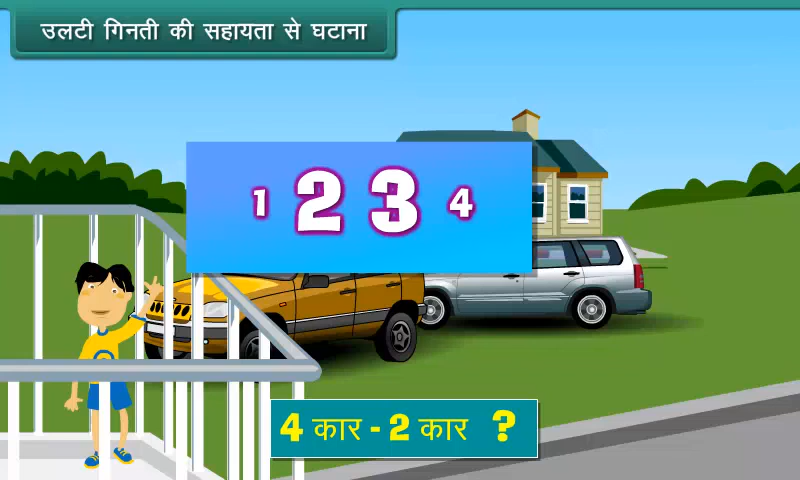 उलटी गिनती की सहायता से घटाना
1 2 3 4
4 कार - 2 कार ?